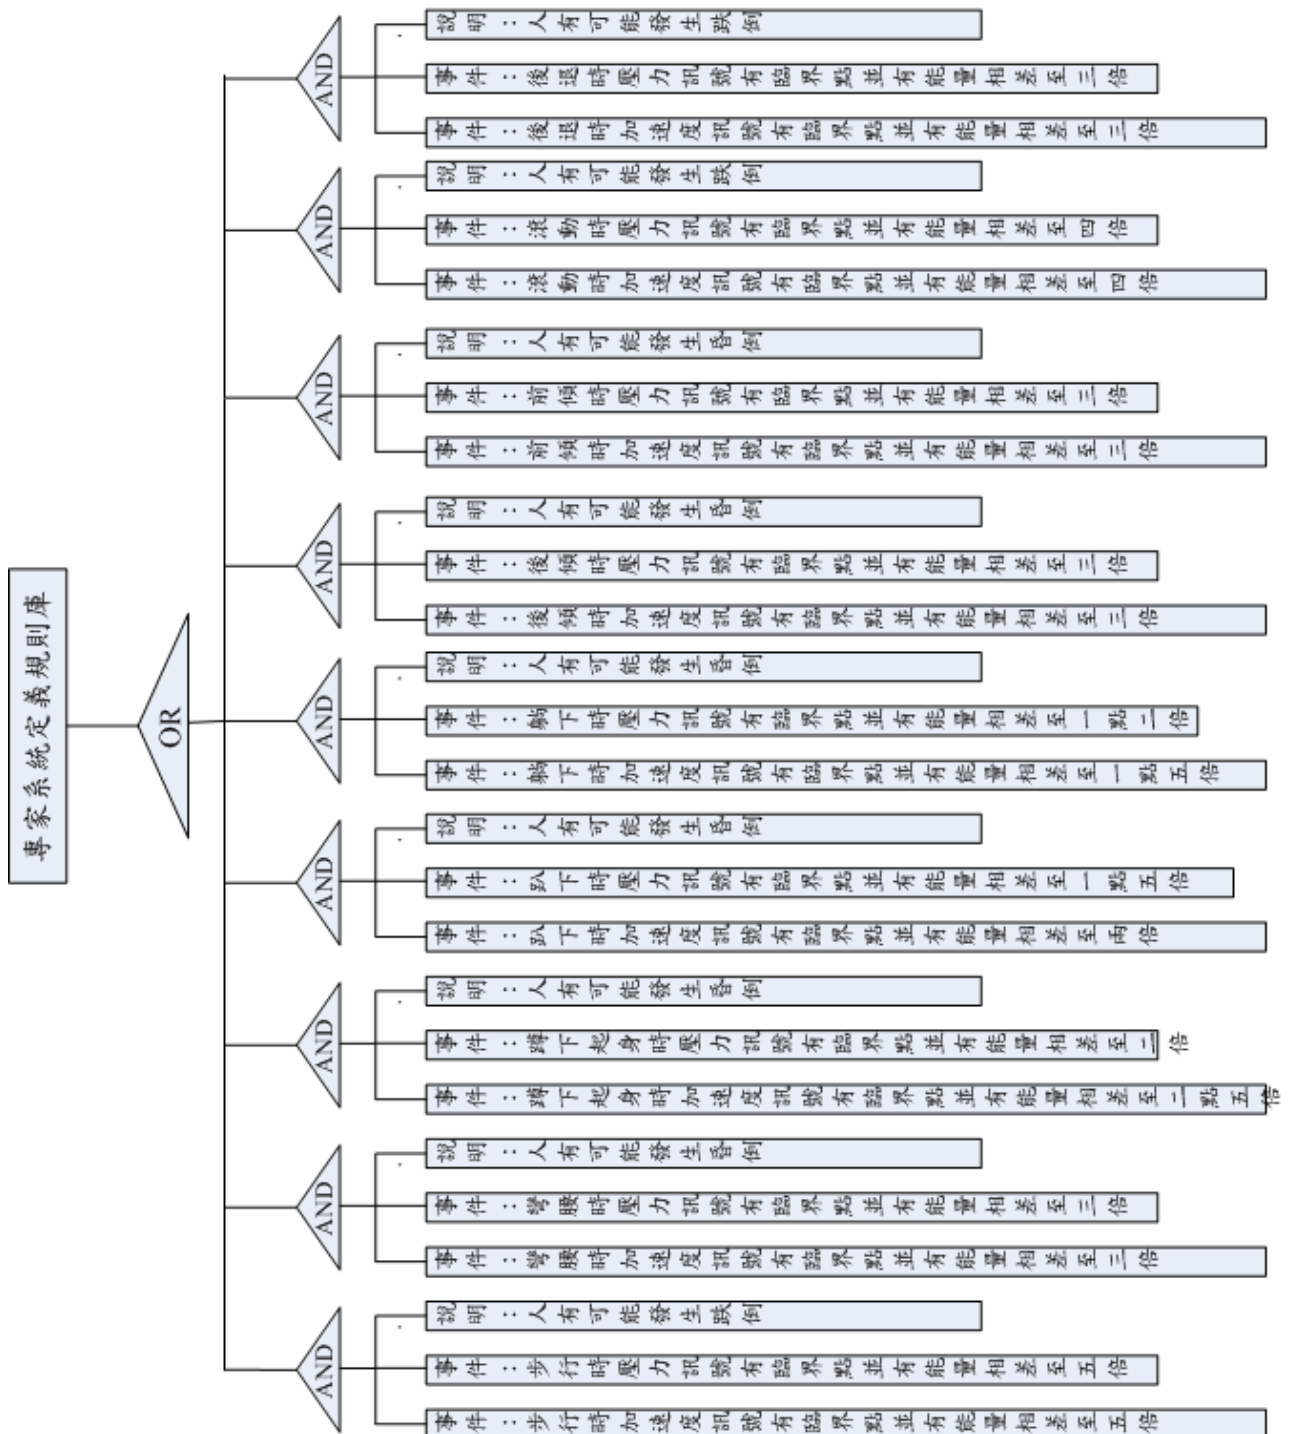 專家系統定義規則庫
OR
AND
事件：步行時加速度訊號有臨界點並有能量相差至五倍
事件：步行時壓力訊號有臨界點並有能量相差至五倍
說明：人有可能發生跌倒
AND
事件：彎腰時加速度訊號有臨界點並有能量相差至三倍
事件：彎腰時壓力訊號有臨界點並有能量相差至三倍
說明：人有可能發生昏倒
AND
事件：蹲下起身時加速度訊號有臨界點並有能量相差至二點五倍
事件：蹲下起身時壓力訊號有臨界點並有能量相差至二倍
說明：人有可能發生昏倒
AND
事件：趴下時加速度訊號有臨界點並有能量相差至兩倍
事件：趴下時壓力訊號有臨界點並有能量相差至一點五倍
說明：人有可能發生昏倒
AND
事件：躺下時加速度訊號有臨界點並有能量相差至一點五倍
事件：躺下時壓力訊號有臨界點並有能量相差至一點二倍
說明：人有可能發生昏倒
AND
事件：後傾時加速度訊號有臨界點並有能量相差至三倍
事件：後傾時壓力訊號有臨界點並有能量相差至三倍
說明：人有可能發生昏倒
AND
事件：前傾時加速度訊號有臨界點並有能量相差至三倍
事件：前傾時壓力訊號有臨界點並有能量相差至三倍
說明：人有可能發生昏倒
AND
事件：滾動時加速度訊號有臨界點並有能量相差至四倍
事件：滾動時壓力訊號有臨界點並有能量相差至四倍
說明：人有可能發生跌倒
AND
事件：後退時加速度訊號有臨界點並有能量相差至三倍
事件：後退時壓力訊號有臨界點並有能量相差至三倍
說明：人有可能發生跌倒